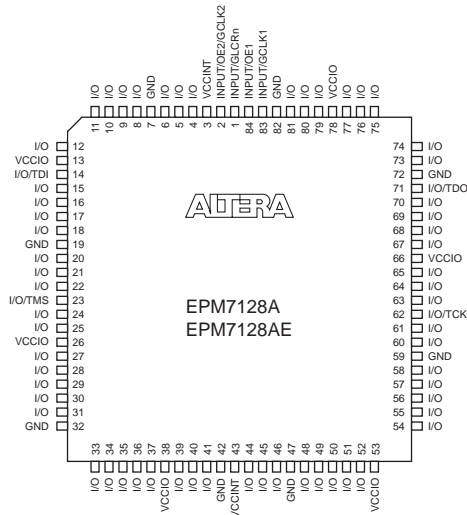 I/O I/O I/O I/O GND I/O I/O I/O VCCINT INPUT/OE2/GCLK2 INPUT/GLCRn INPUT/OE1 INPUT/GCLK1 GND I/O I/O I/O VCCIO I/O I/O I/O
11 10 9 8 7 6 5 4 3 2 1 84 83 82 81 80 79 78 77 76 75
I/O 12
VCCIO 13
I/O/TDI 14
I/O 15
I/O 16
I/O 17
I/O 18
GND 19
I/O 20
I/O 21
I/O 22
I/O/TMS 23
I/O 24
I/O 25
VCCIO 26
I/O 27
I/O 28
I/O 29
I/O 30
I/O 31
GND 32
ALTERA
EPM7128A
EPM7128AE
74 I/O
73 I/O
72 GND
71 I/O/TDO
70 I/O
69 I/O
68 I/O
67 I/O
66 VCCIO
65 I/O
64 I/O
63 I/O
62 I/O/TCK
61 I/O
60 I/O
59 GND
58 I/O
57 I/O
56 I/O
55 I/O
54 I/O
33 34 35 36 37 38 39 40 41 42 43 44 45 46 47 48 49 50 51 52 53
I/O I/O I/O I/O I/O VCCIO I/O I/O I/O GND VCCINT I/O I/O I/O GND I/O I/O I/O I/O I/O VCCIO